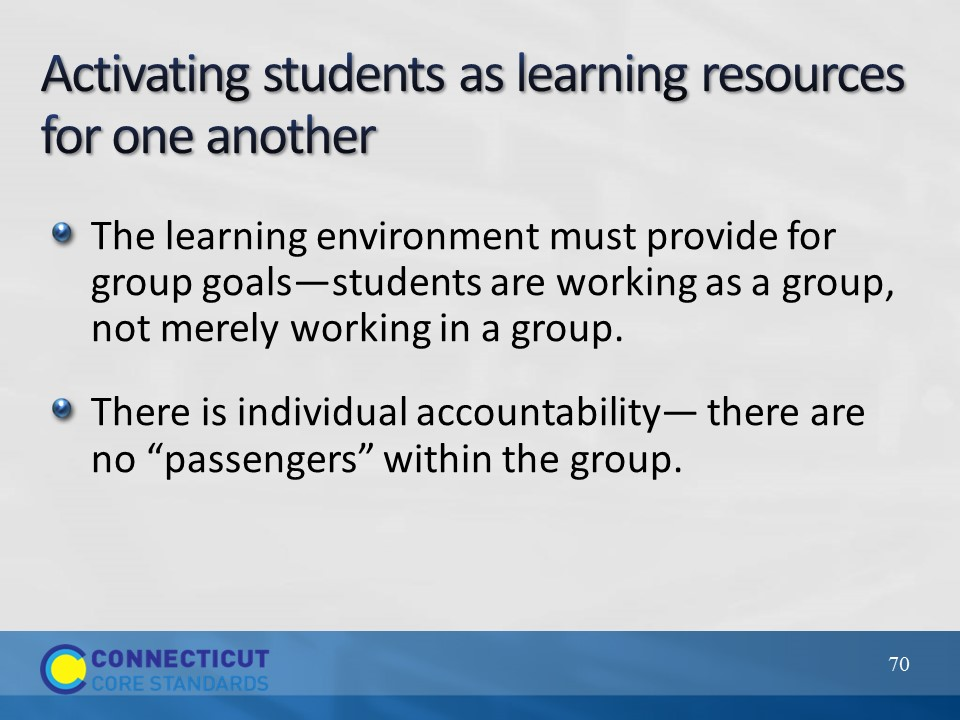 Activating students as learning resources
for one another
The learning environment must provide for
group goals—students are working as a group,
not merely working in a group.
There is individual accountability— there are
no “passengers” within the group.
CONNECTICUT
CORE STANDARDS
70